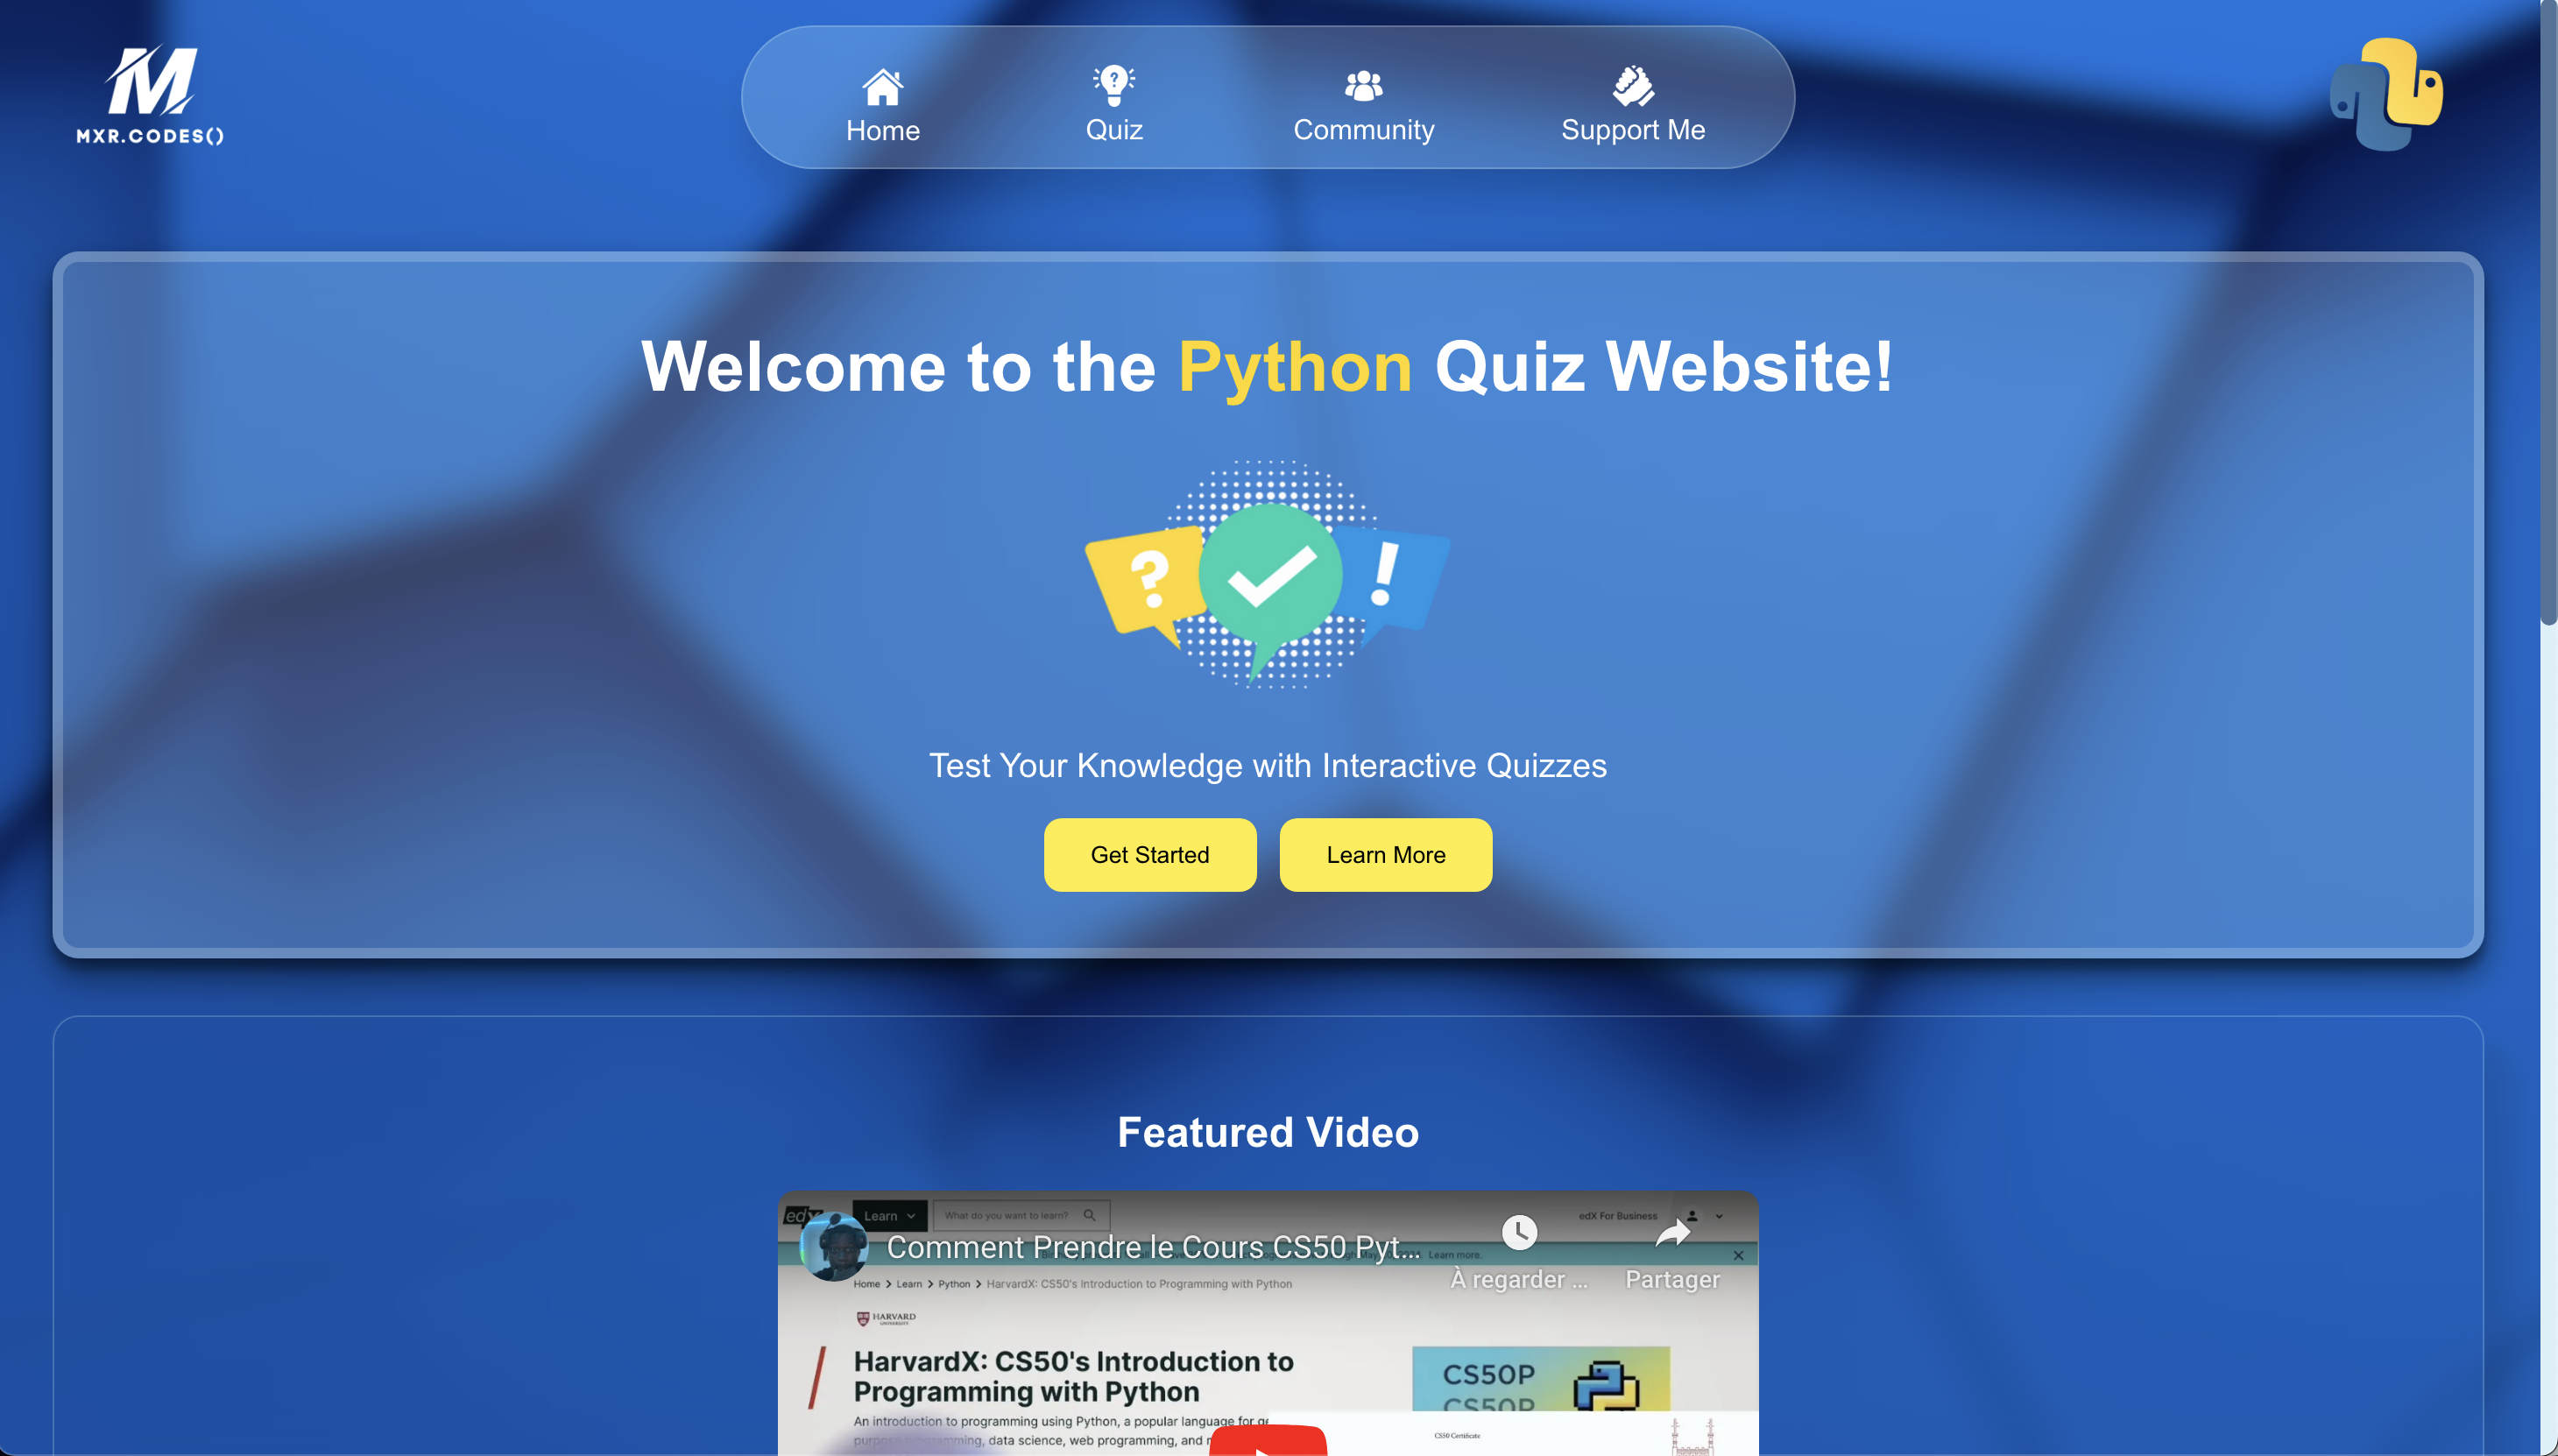 M
MXR.CODES()
Home
Quiz
Community
Support Me
Welcome to the Python Quiz Website!
?
!
Test Your Knowledge with Interactive Quizzes
Get Started
Learn More
Featured Video
edX
Learn
What do you want to learn?
edX For Business
Comment Prendre le Cours CS50 Pyt...
Learn more.
À regarder ...
Partager
Home > Learn > Python > HarvardX: CS50's Introduction to Programming with Python
HARVARD
UNIVERSITY
HarvardX: CS50's Introduction to
Programming with Python
CS50P
CS50P
An introduction to programming using Python, a popular language for
data science, web programming, and
CS50 Certificate